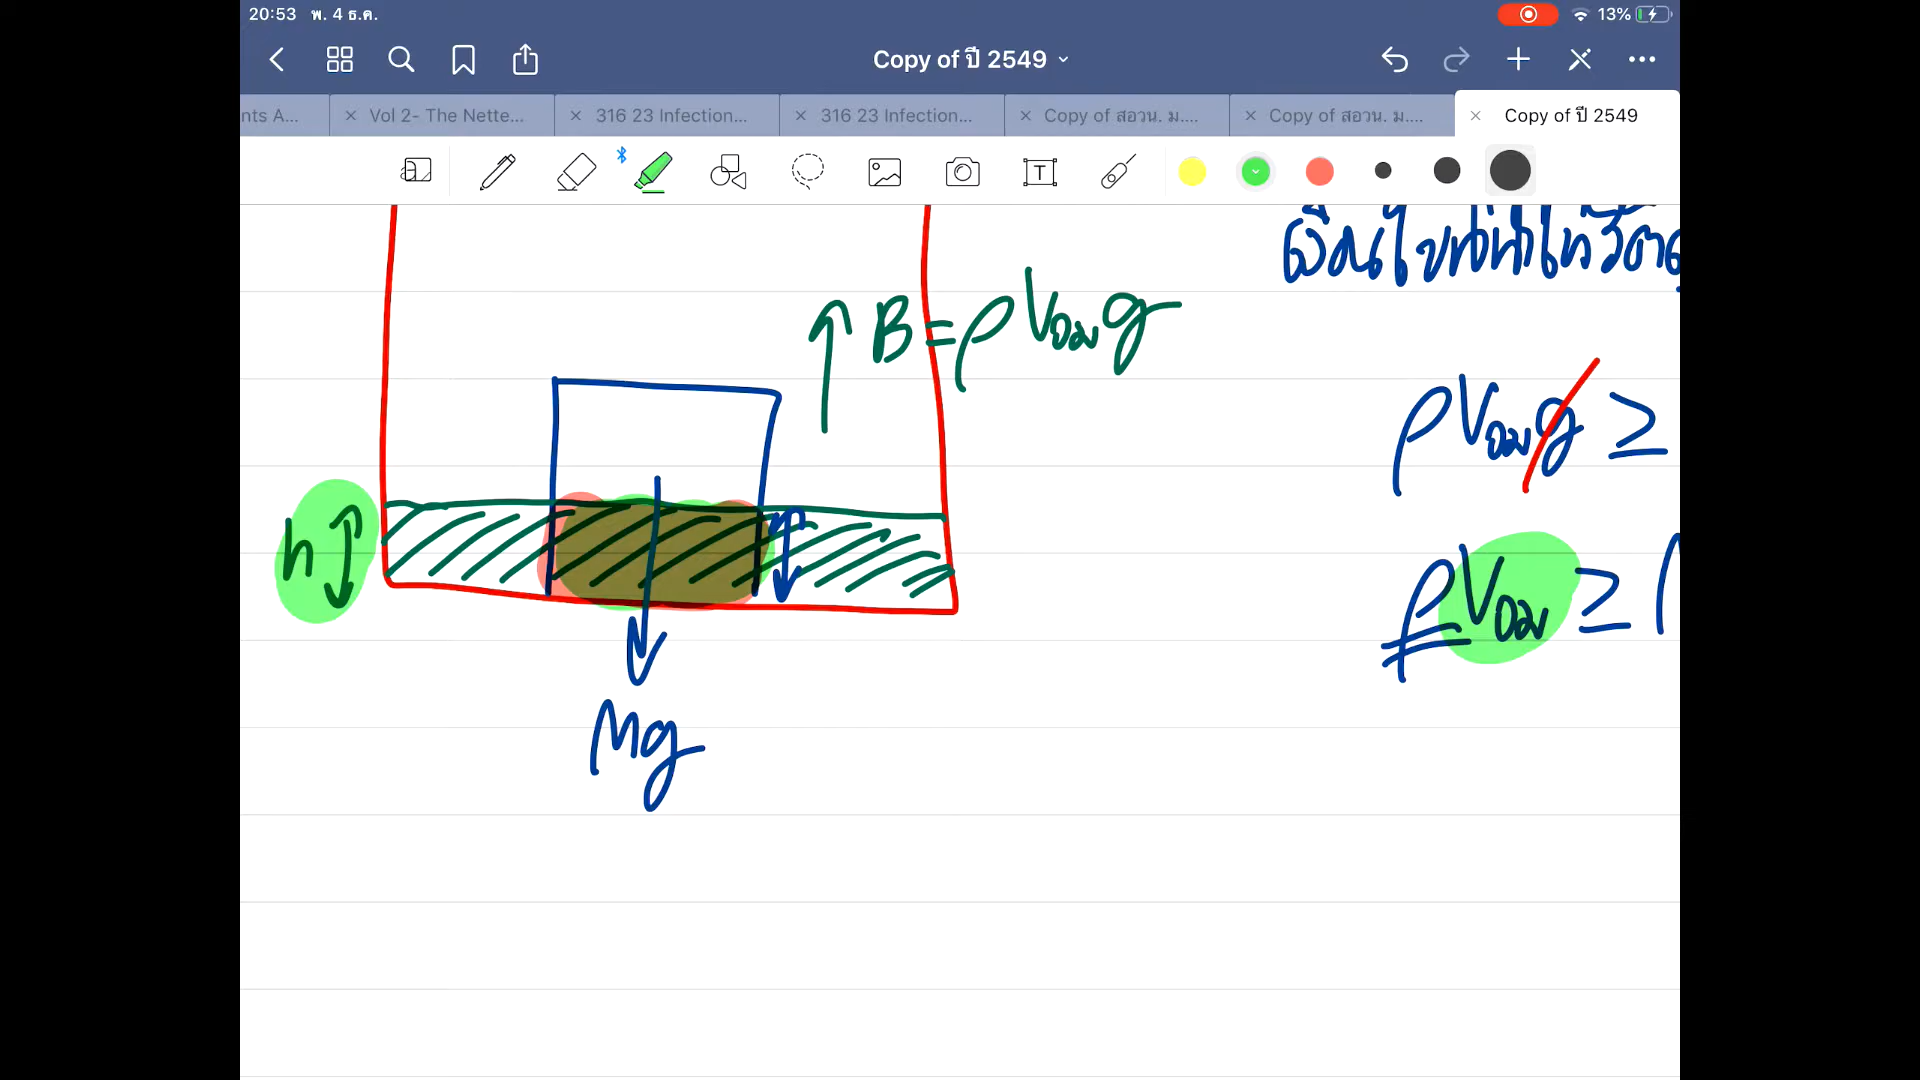 20:53 พ. 4 ธ.ค.
13%
Copy of ปี 2549
nts A...
Vol 2- The Nette...
316 23 Infection...
316 23 Infection...
Copy of สอวน. ม....
Copy of สอวน. ม....
Copy of ปี 2549
B = ρVจมg
ρVจมg ≥
h
ρVจม ≥
Mg